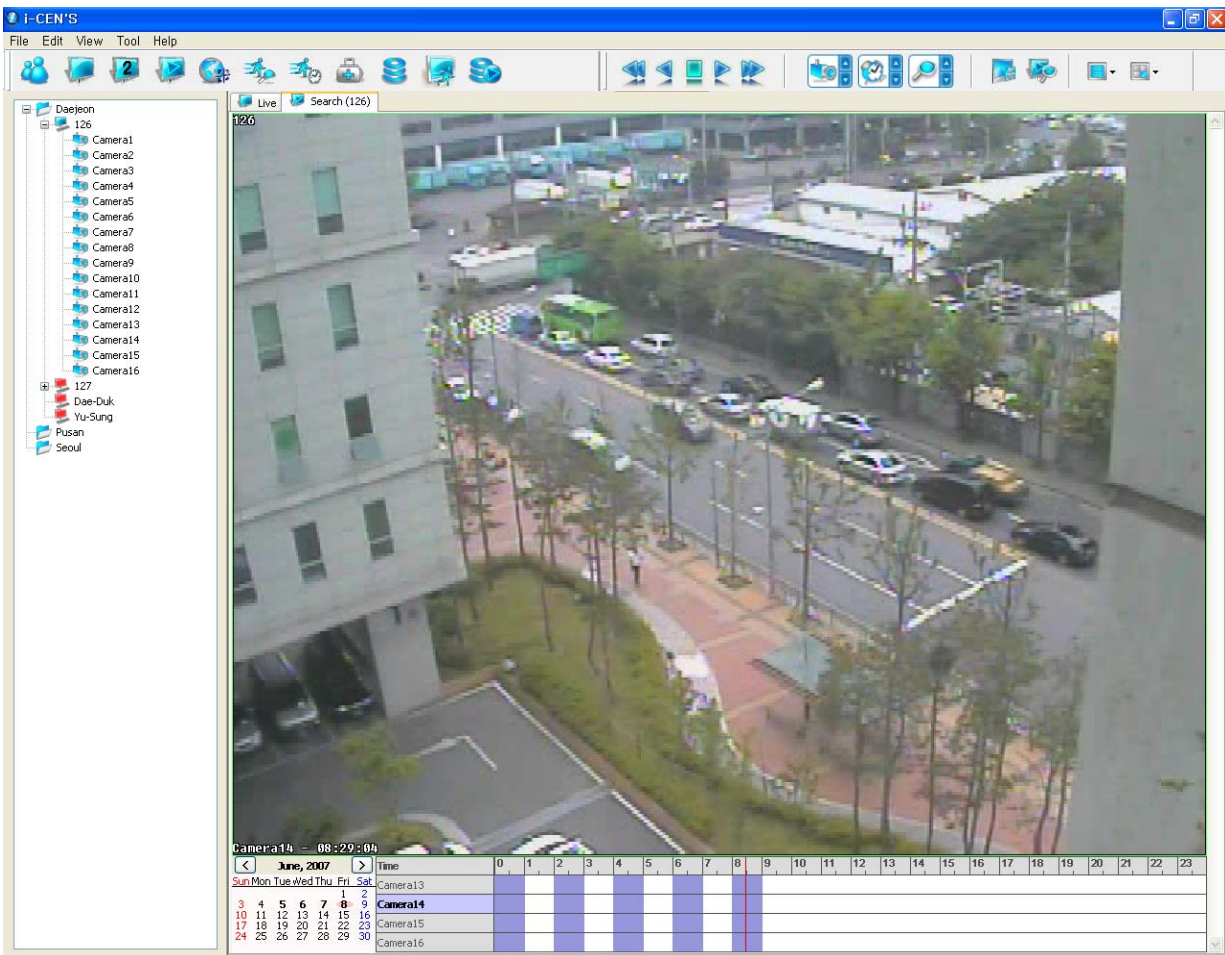 i-CEN'S
File Edit View Tool Help
2
Live Search (126)
Daejeon
126
Camera1
Camera2
Camera3
Camera4
Camera5
Camera6
Camera7
Camera8
Camera9
Camera10
Camera11
Camera12
Camera13
Camera14
Camera15
Camera16
127
Dae-Duk
Yu-Sung
Pusan
Seoul
126
Camera14 - 08:29:04
June, 2007
Sun Mon Tue Wed Thu Fri Sat
1 2
3 4 5 6 7 8 9
10 11 12 13 14 15 16
17 18 19 20 21 22 23
24 25 26 27 28 29 30
Time 0 1 2 3 4 5 6 7 8 9 10 11 12 13 14 15 16 17 18 19 20 21 22 23
Camera13
Camera14
Camera15
Camera16